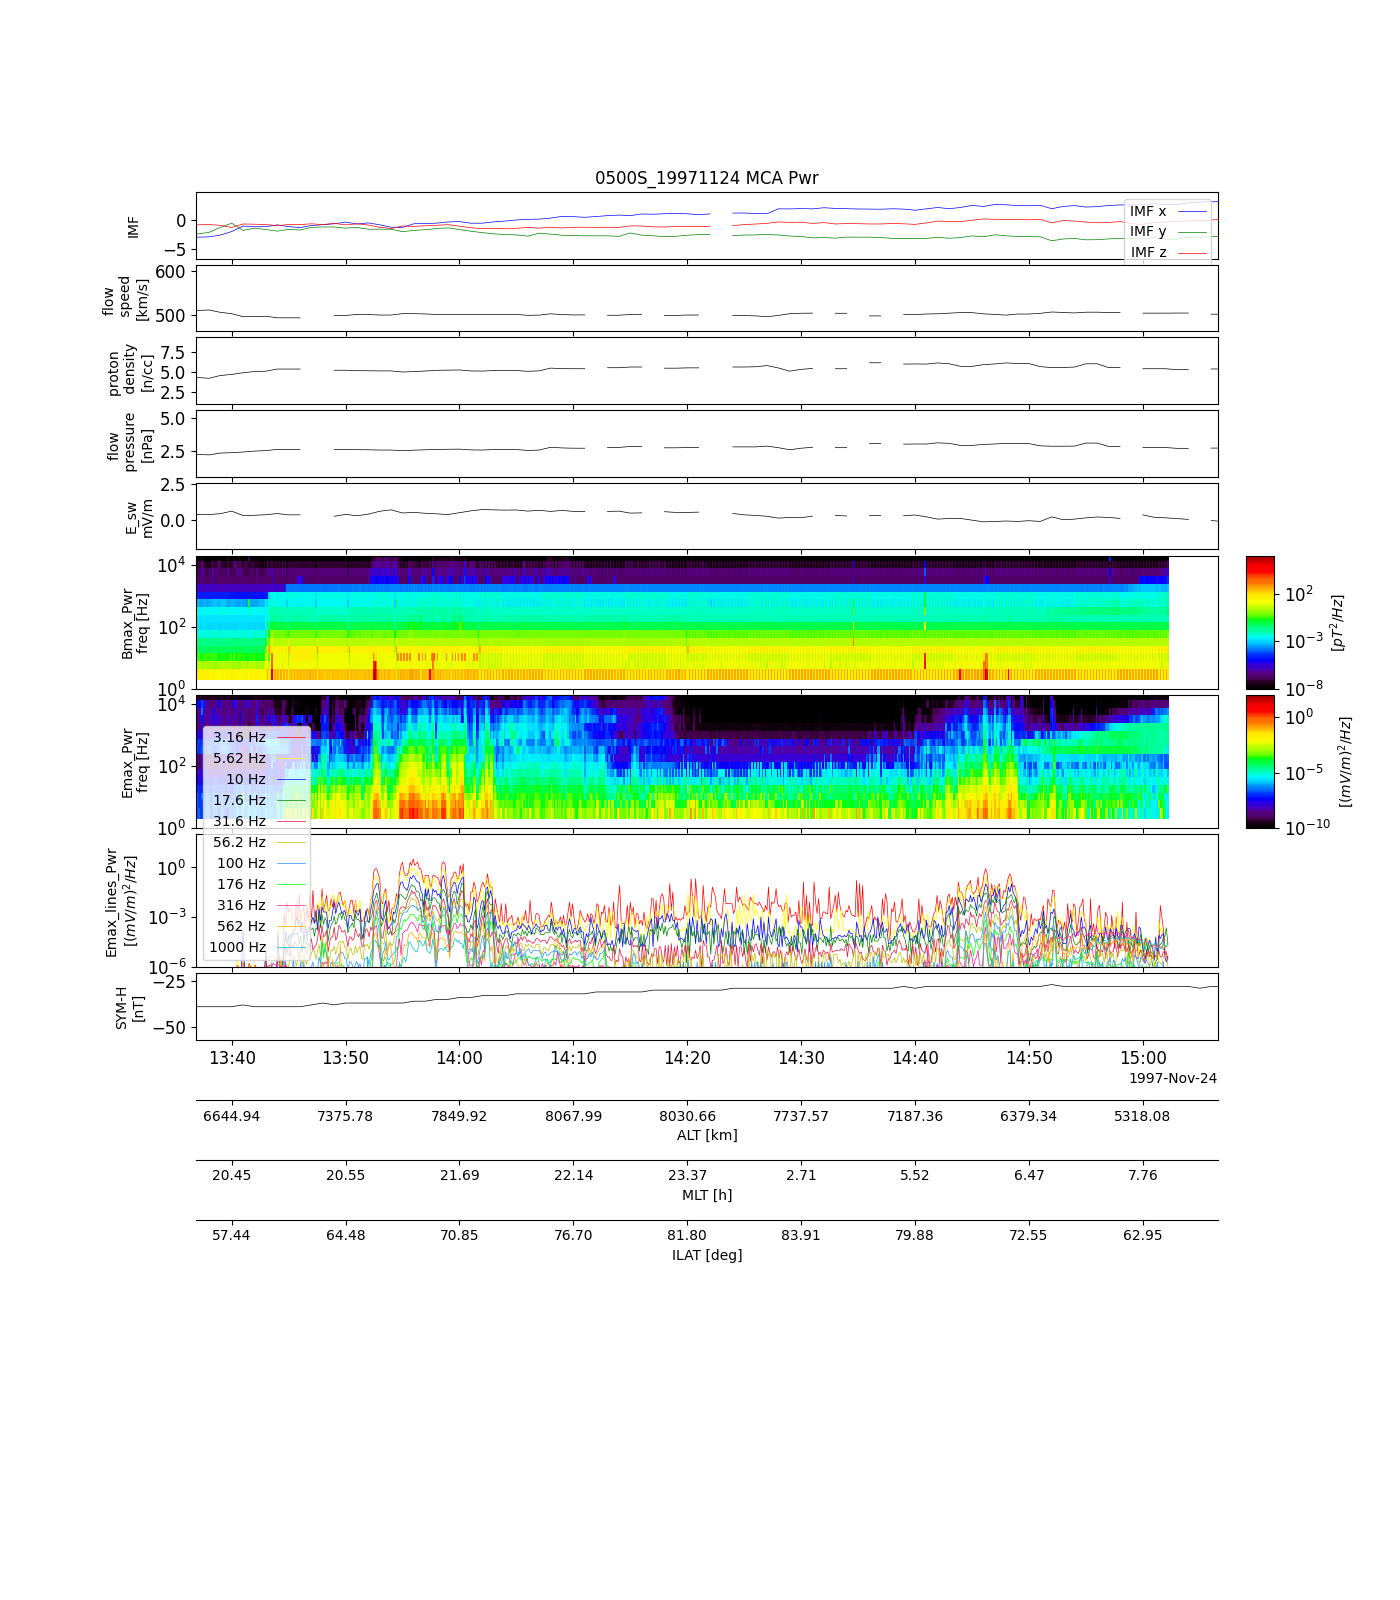 0500S_19971124 MCA Pwr
IMF
0
−5
IMF x
IMF y
IMF z
flow
speed
[km/s]
600
500
proton
density
[n/cc]
7.5
5.0
2.5
flow
pressure
[nPa]
5.0
2.5
E_sw
mV/m
2.5
0.0
Bmax_Pwr
freq [Hz]
10^4
10^2
10^0
10^2
10^−3
10^−8
[pT^2/Hz]
Emax_Pwr
freq [Hz]
10^4
10^2
10^0
10^0
10^−5
10^−10
[(mV/m)^2/Hz]
3.16 Hz
5.62 Hz
10 Hz
17.6 Hz
31.6 Hz
56.2 Hz
100 Hz
176 Hz
316 Hz
562 Hz
1000 Hz
Emax_lines_Pwr
[(mV/m)^2/Hz]
10^0
10^−3
10^−6
SYM-H
[nT]
−25
−50
13:40 13:50 14:00 14:10 14:20 14:30 14:40 14:50 15:00
1997-Nov-24
6644.94 7375.78 7849.92 8067.99 8030.66 7737.57 7187.36 6379.34 5318.08
ALT [km]
20.45 20.55 21.69 22.14 23.37 2.71 5.52 6.47 7.76
MLT [h]
57.44 64.48 70.85 76.70 81.80 83.91 79.88 72.55 62.95
ILAT [deg]